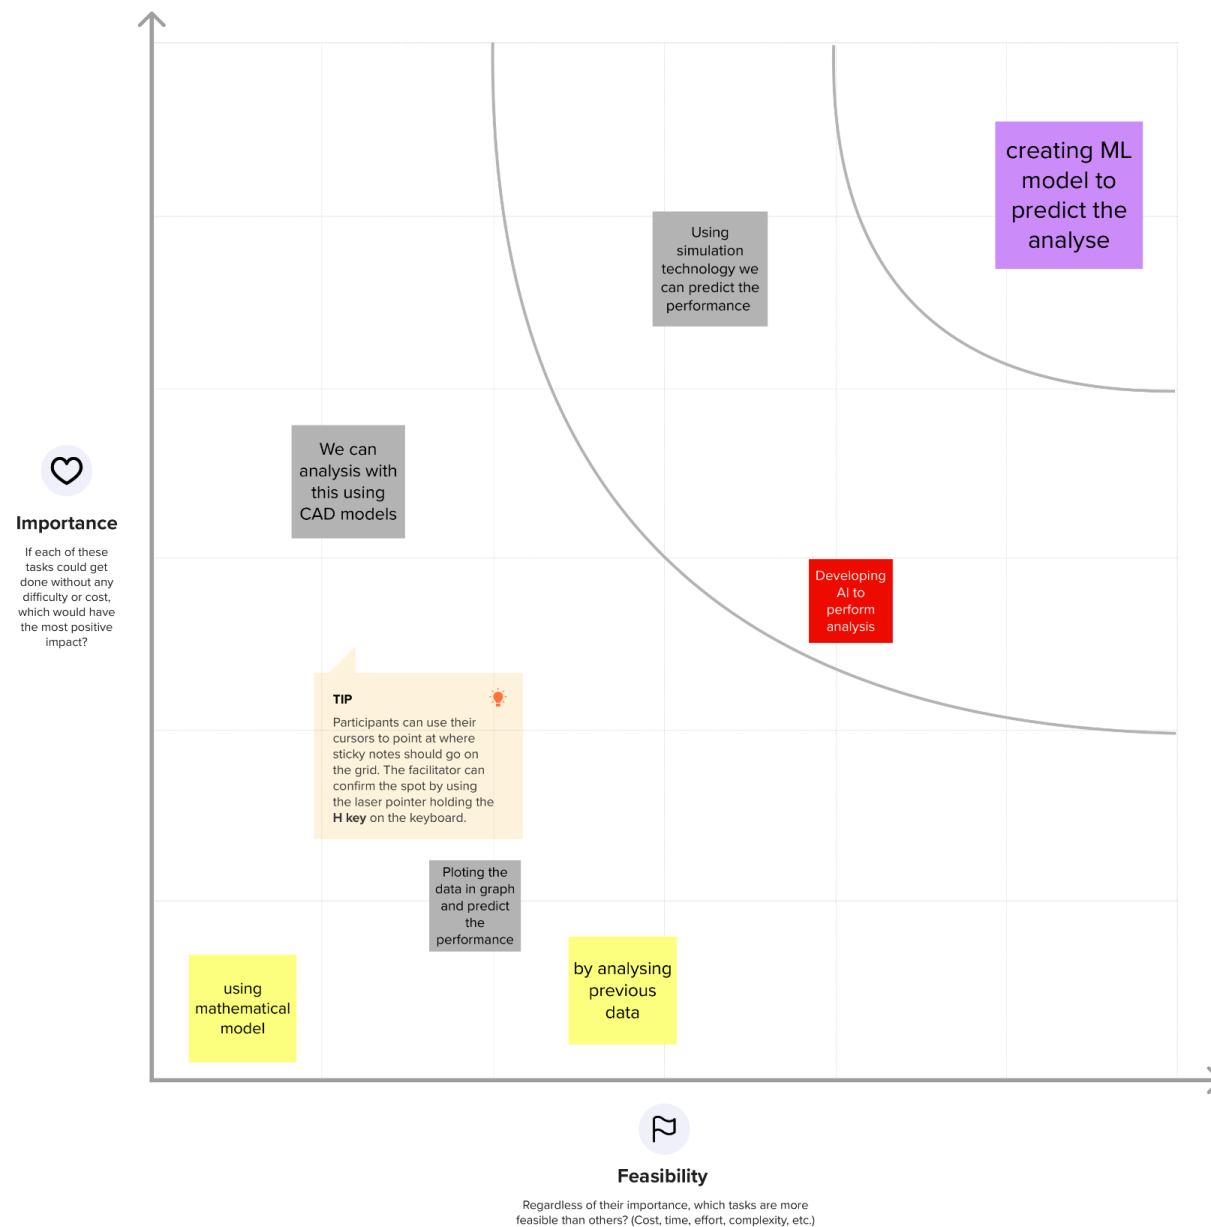 creating ML
model to
predict the
analyse
Using
simulation
technology we
can predict the
performance
We can
analysis with
this using
CAD models
Importance
If each of these
tasks could get
done without any
difficulty or cost,
which would have
the most positive
impact?
Developing
AI to
perform
analysis
TIP
Participants can use their
cursors to point at where
sticky notes should go on
the grid. The facilitator can
confirm the spot by using
the laser pointer holding the
H key on the keyboard.
Ploting the
data in graph
and predict
the
performance
by analysing
previous
data
using
mathematical
model
Feasibility
Regardless of their importance, which tasks are more
feasible than others? (Cost, time, effort, complexity, etc.)